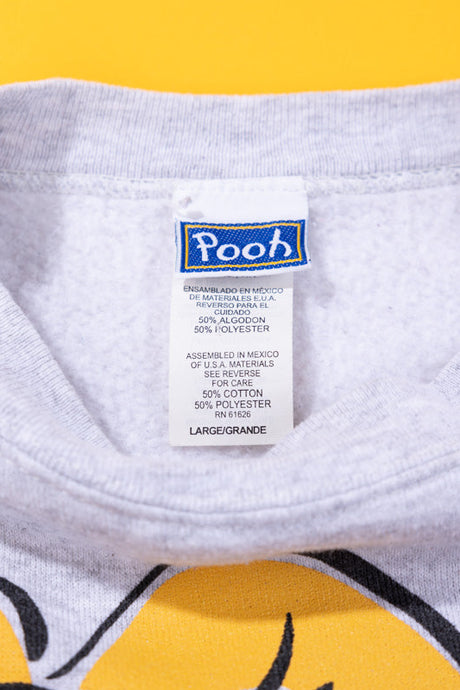 Pooh
ENSAMBLADO EN MÉXICO
DE MATERIALES E.U.A.
REVERSO PARA EL
CUIDADO
50% ALGODON
50% POLYESTER
ASSEMBLED IN MEXICO
OF U.S.A. MATERIALS
SEE REVERSE
FOR CARE
50% COTTON
50% POLYESTER
RN 61626
LARGE/GRANDE